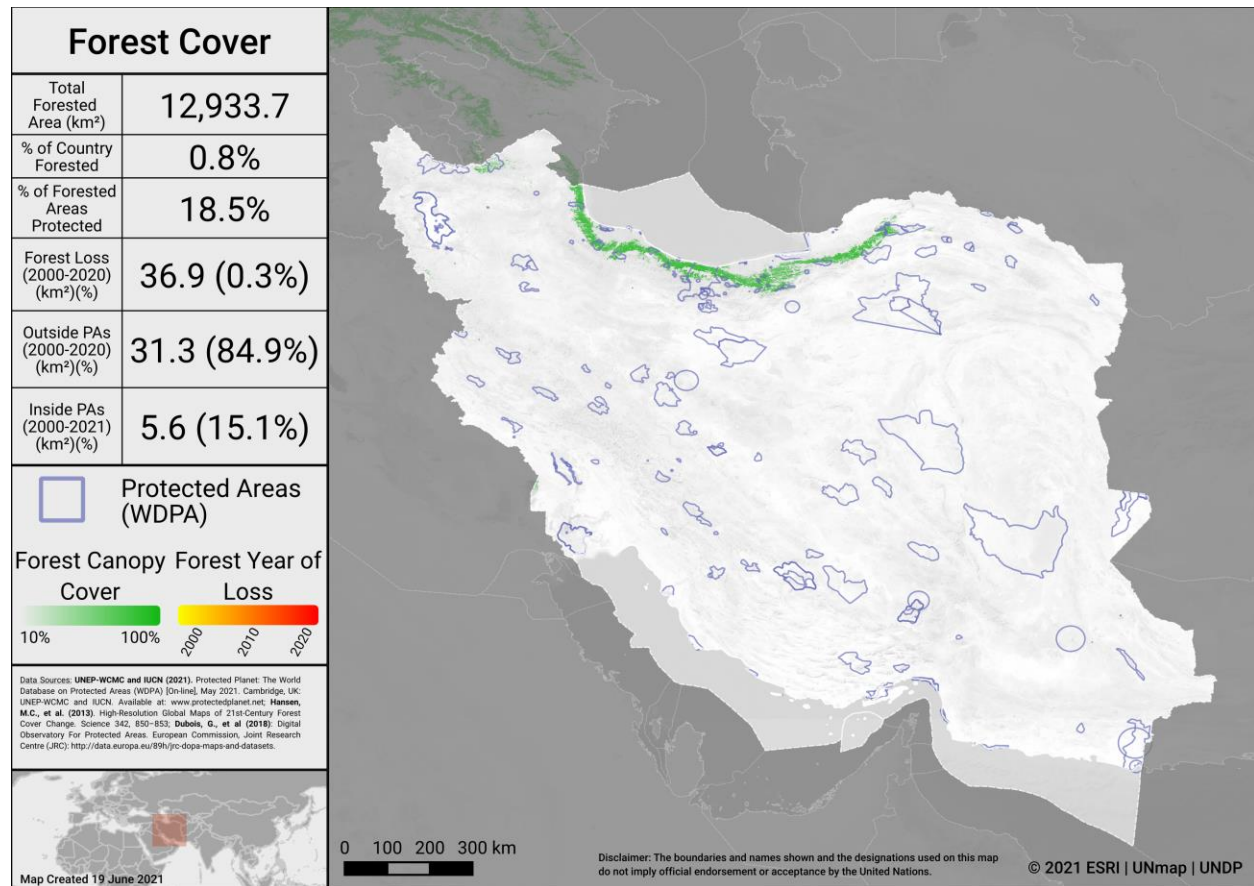 Forest Cover
Total
Forested
Area (km²)
12,933.7
% of Country
Forested
0.8%
% of Forested
Areas
Protected
18.5%
Forest Loss
(2000-2020)
(km²)(%)
36.9 (0.3%)
Outside PAs
(2000-2020)
(km²)(%)
31.3 (84.9%)
Inside PAs
(2000-2021)
(km²)(%)
5.6 (15.1%)
Protected Areas
(WDPA)
Forest Canopy
Cover
10%
100%
Forest Year of
Loss
2000
2010
2020
Data Sources: UNEP-WCMC and IUCN (2021). Protected Planet: The World
Database on Protected Areas (WDPA) [On-line], May 2021. Cambridge, UK:
UNEP-WCMC and IUCN. Available at: www.protectedplanet.net; Hansen,
M.C., et al. (2013). High-Resolution Global Maps of 21st-Century Forest
Cover Change. Science 342, 850–853; Dubois, G., et al (2018): Digital
Observatory For Protected Areas. European Commission, Joint Research
Centre (JRC): http://data.europa.eu/89h/jrc-dopa-maps-and-datasets.
Map Created 19 June 2021
0 100 200 300 km
Disclaimer: The boundaries and names shown and the designations used on this map
do not imply official endorsement or acceptance by the United Nations.
© 2021 ESRI | UNmap | UNDP